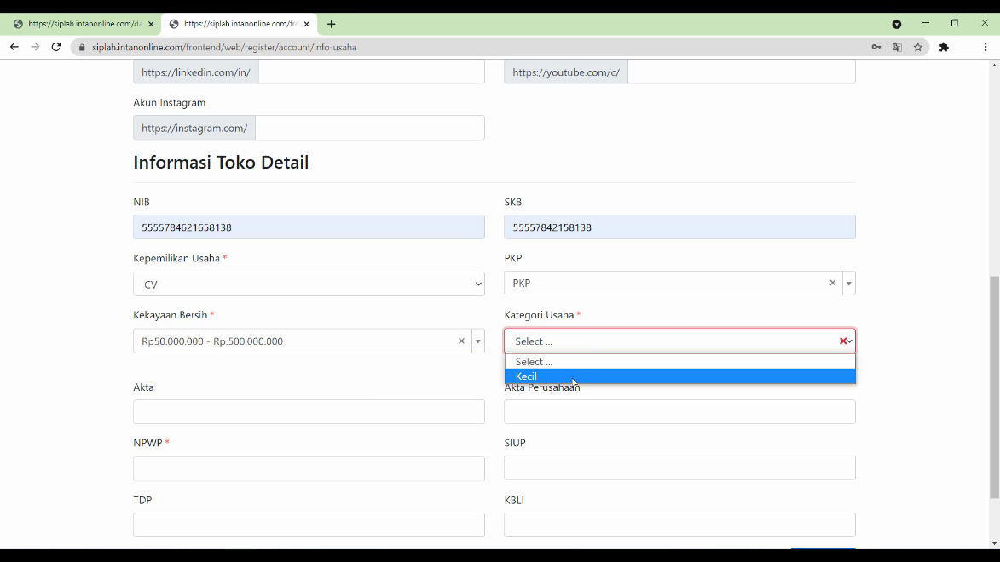 https://siplah.intanonline.com/da
https://siplah.intanonline.com/fro
siplah.intanonline.com/frontend/web/register/account/info-usaha
https://linkedin.com/in/
https://youtube.com/c/
Akun Instagram
https://instagram.com/
Informasi Toko Detail
NIB
SKB
5555784621658138
55557842158138
Kepemilikan Usaha *
PKP
CV
PKP
Kekayaan Bersih *
Kategori Usaha *
Rp50.000.000 - Rp.500.000.000
Select ...
Select ...
Kecil
Akta
Akta Perusahaan
NPWP *
SIUP
TDP
KBLI